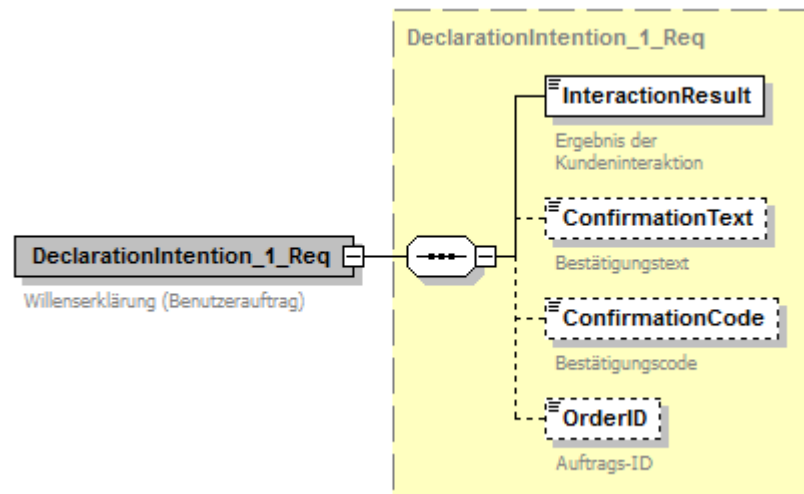 DeclarationIntention_1_Req
InteractionResult
Ergebnis der
Kundeninteraktion
ConfirmationText
Bestätigungstext
DeclarationIntention_1_Req
Willenserklärung (Benutzerauftrag)
ConfirmationCode
Bestätigungscode
OrderID
Auftrags-ID